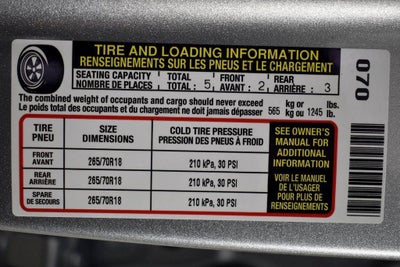 TIRE AND LOADING INFORMATION
RENSEIGNEMENTS SUR LES PNEUS ET LE CHARGEMENT
SEATING CAPACITY TOTAL : FRONT : REAR :
NOMBRE DE PLACES TOTAL : 5, AVANT : 2, ARRIÈRE : 3
The combined weight of occupants and cargo should never exceed kg or lbs.
Le poids total des occupants et du chargement ne doit jamais dépasser 565 kg ou 1245 lb.
TIRE
PNEU
SIZE
DIMENSIONS
COLD TIRE PRESSURE
PRESSION DES PNEUS À FROID
FRONT
AVANT
265/70R18
210 kPa, 30 PSI
REAR
ARRIÈRE
265/70R18
210 kPa, 30 PSI
SPARE
DE SECOURS
265/70R18
210 kPa, 30 PSI
SEE OWNER'S
MANUAL FOR
ADDITIONAL
INFORMATION
VOIR LE MANUEL
DE L'USAGER
POUR PLUS DE
RENSEIGNEMENTS
070